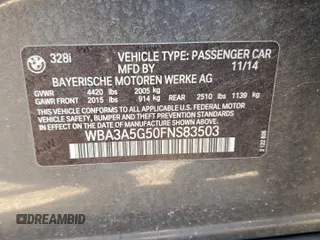 328i VEHICLE TYPE: PASSENGER CAR
MFD BY 11/14
BAYERISCHE MOTOREN WERKE AG
GVWR 4420 lbs 2005 kg
GAWR FRONT 2015 lbs 914 kg GAWR REAR 2510 lbs 1139 kg
THIS VEHICLE CONFORMS TO ALL APPLICABLE U.S.
FEDERAL MOTOR VEHICLE SAFETY, BUMPER, AND
THEFT PREVENTION STANDARDS IN EFFECT ON THE
DATE OF MANUFACTURE SHOWN ABOVE.
WBA3A5G50FNS83503
DREAMBID